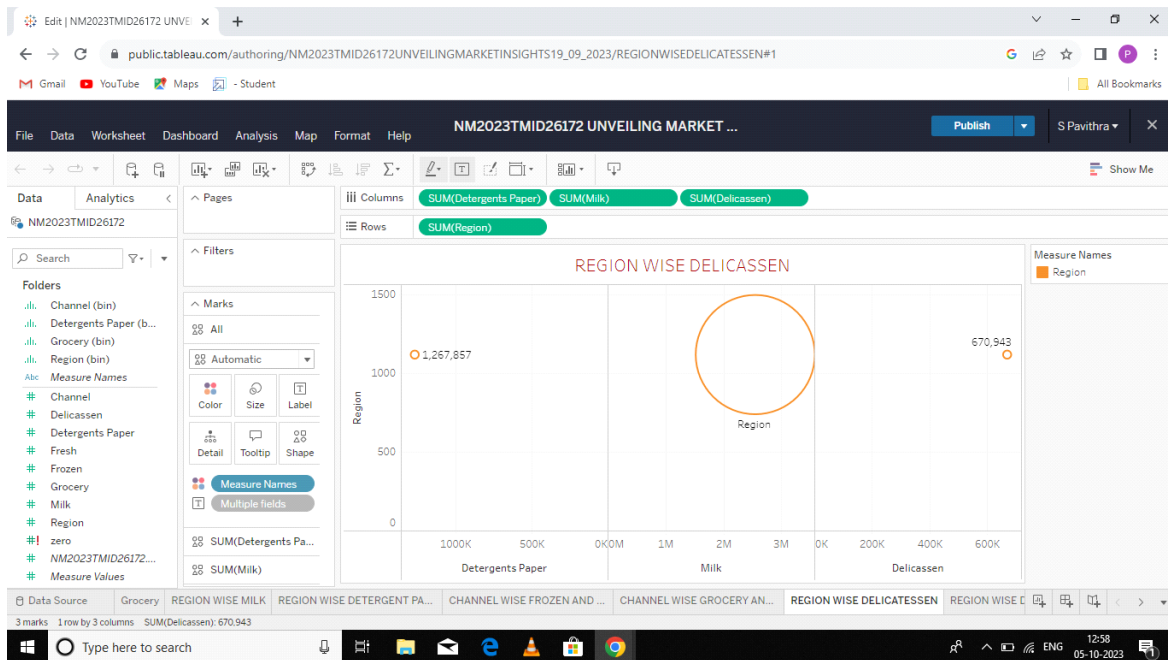 Edit | NM2023TMID26172 UNVE
public.tableau.com/authoring/NM2023TMID26172UNVEILINGMARKETINSIGHTS19_09_2023/REGIONWISEDELICATESSEN#1
G
P
Gmail YouTube Maps - Student All Bookmarks
File Data Worksheet Dashboard Analysis Map Format Help NM2023TMID26172 UNVEILING MARKET ... Publish S Pavithra
Show Me
Data Analytics Pages Columns SUM(Detergents Paper) SUM(Milk) SUM(Delicassen)
NM2023TMID26172 Rows SUM(Region)
Search
Filters
Folders
Channel (bin)
Detergents Paper (b...
Grocery (bin)
Region (bin)
Abc Measure Names
# Channel
# Delicassen
# Detergents Paper
# Fresh
# Frozen
# Grocery
# Milk
# Region
#! zero
# NM2023TMID26172....
# Measure Values
Marks
All
Automatic
Color Size Label
Detail Tooltip Shape
Measure Names
Multiple fields
SUM(Detergents Pa...
SUM(Milk)
REGION WISE DELICASSEN
1500
1000
500
0
Region
1,267,857
Region
670,943
1000K 500K 0K 0M 1M 2M 3M 0K 200K 400K 600K
Detergents Paper Milk Delicassen
Measure Names
Region
Data Source Grocery REGION WISE MILK REGION WISE DETERGENT PA... CHANNEL WISE FROZEN AND ... CHANNEL WISE GROCERY AN... REGION WISE DELICATESSEN REGION WISE D
3 marks 1 row by 3 columns SUM(Delicassen): 670,943
Type here to search
ENG
12:58
05-10-2023
1